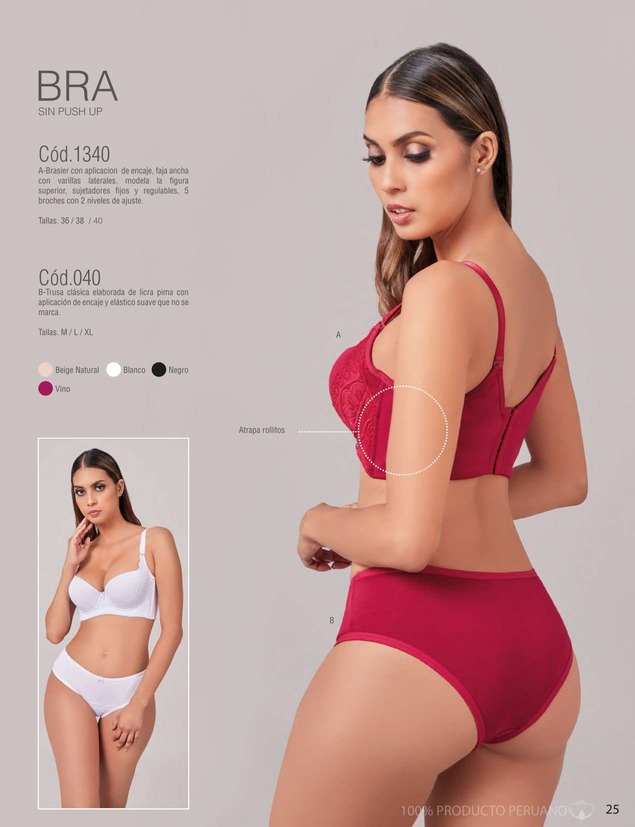 BRA
SIN PUSH UP
Cód.1340
A-Brasier con aplicacion de encaje, faja ancha
con varillas laterales, modela la figura
superior, sujetadores fijos y regulables, 5
broches con 2 niveles de ajuste.
Tallas. 36 / 38 / 40
Cód.040
B-Trusa clásica elaborada de licra pima con
aplicación de encaje y elástico suave que no se
marca.
Tallas. M / L / XL
Beige Natural Blanco Negro
Vino
A
Atrapa rollitos
B
100% PRODUCTO PERUANO 25